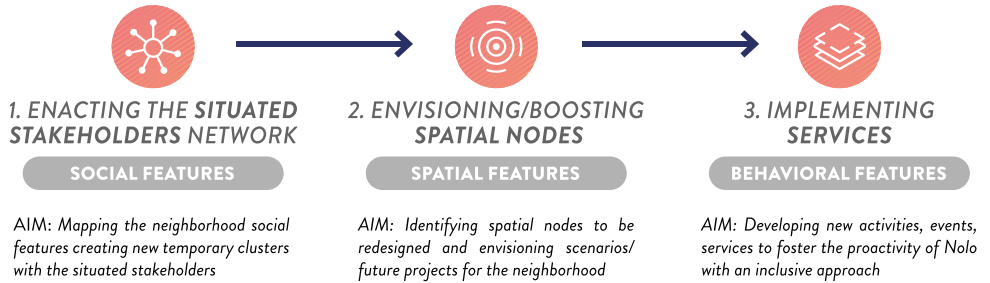 1. ENACTING THE SITUATED
STAKEHOLDERS NETWORK
SOCIAL FEATURES
AIM: Mapping the neighborhood social
features creating new temporary clusters
with the situated stakeholders
2. ENVISIONING/BOOSTING
SPATIAL NODES
SPATIAL FEATURES
AIM: Identifying spatial nodes to be
redesigned and envisioning scenarios/
future projects for the neighborhood
3. IMPLEMENTING
SERVICES
BEHAVIORAL FEATURES
AIM: Developing new activities, events,
services to foster the proactivity of Nolo
with an inclusive approach